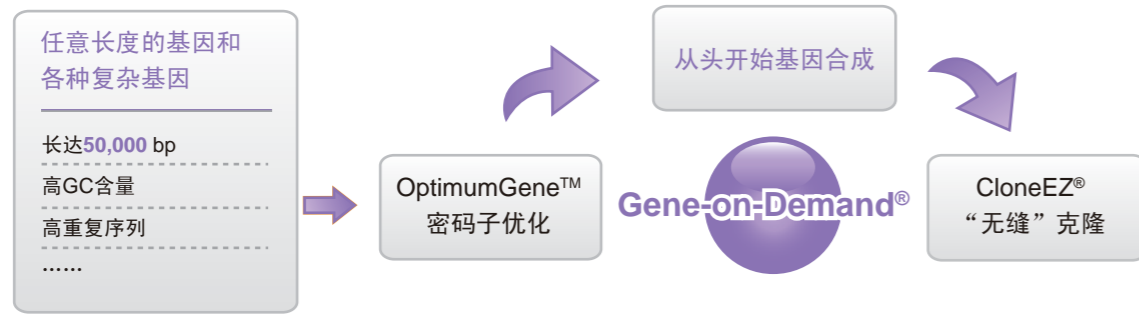 任意长度的基因和
各种复杂基因
长达50,000 bp
高GC含量
高重复序列
……
OptimumGene™
密码子优化
从头开始基因合成
Gene-on-Demand®
CloneEZ®
“无缝”克隆